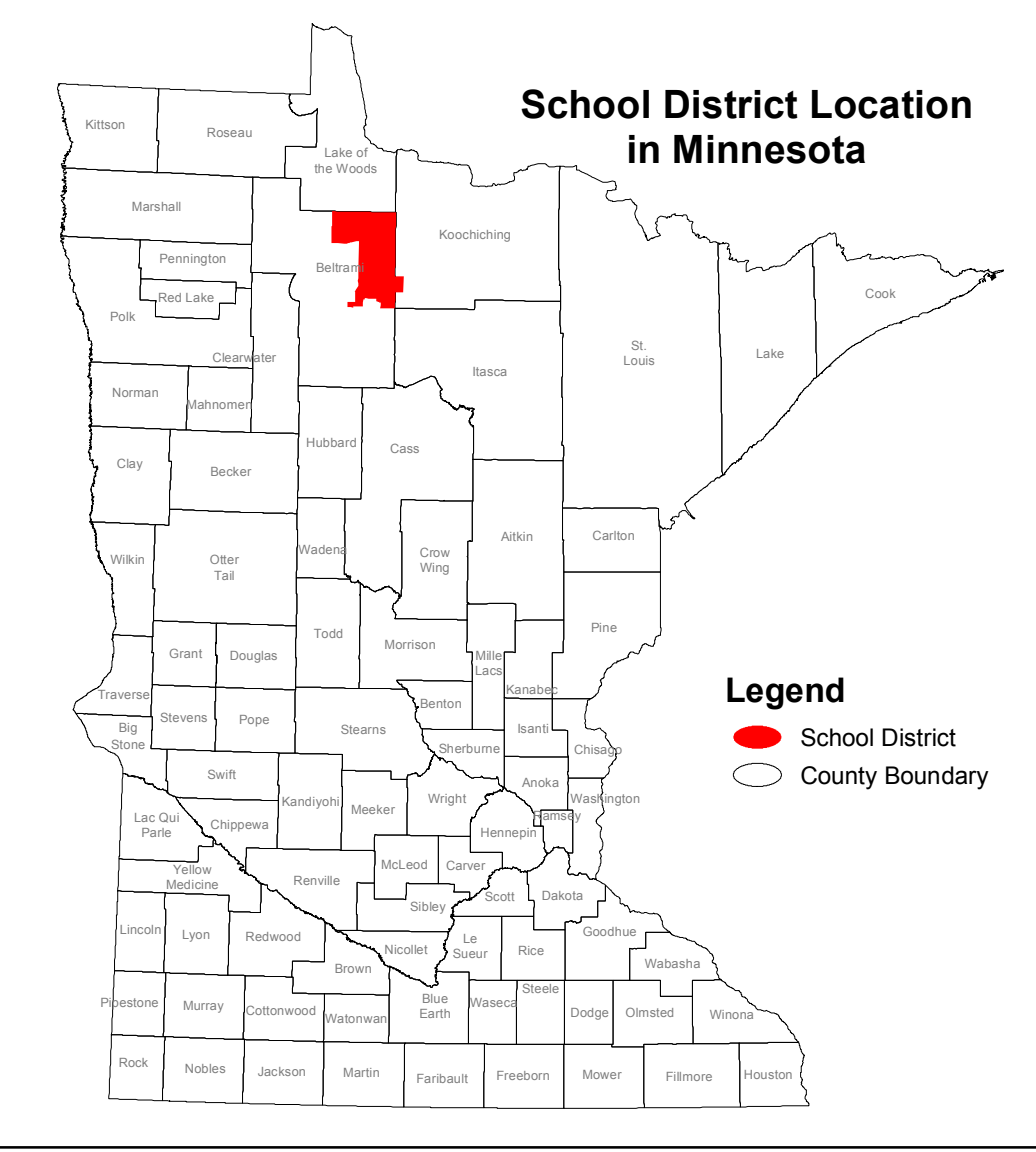 School District Location
in Minnesota
Kittson
Roseau
Lake of
the Woods
Marshall
Koochiching
Pennington
Beltrami
Red Lake
Cook
Polk
St.
Louis
Lake
Clearwater
Itasca
Norman
Mahnomen
Hubbard
Cass
Clay
Becker
Aitkin
Carlton
Wilkin
Otter
Tail
Wadena
Crow
Wing
Todd
Morrison
Pine
Grant
Douglas
Mille
Lacs
Kanabec
Traverse
Stevens
Pope
Benton
Legend
Big
Stone
Stearns
Isanti
Sherburne
Chisago
School District
Swift
Anoka
County Boundary
Kandiyohi
Meeker
Wright
Washington
Lac Qui
Parle
Chippewa
Ramsey
Hennepin
Yellow
Medicine
Renville
McLeod
Carver
Scott
Dakota
Sibley
Lincoln
Lyon
Redwood
Nicollet
Le
Sueur
Rice
Goodhue
Brown
Wabasha
Pipestone
Murray
Cottonwood
Watonwan
Blue
Earth
Waseca
Steele
Dodge
Olmsted
Winona
Rock
Nobles
Jackson
Martin
Faribault
Freeborn
Mower
Fillmore
Houston